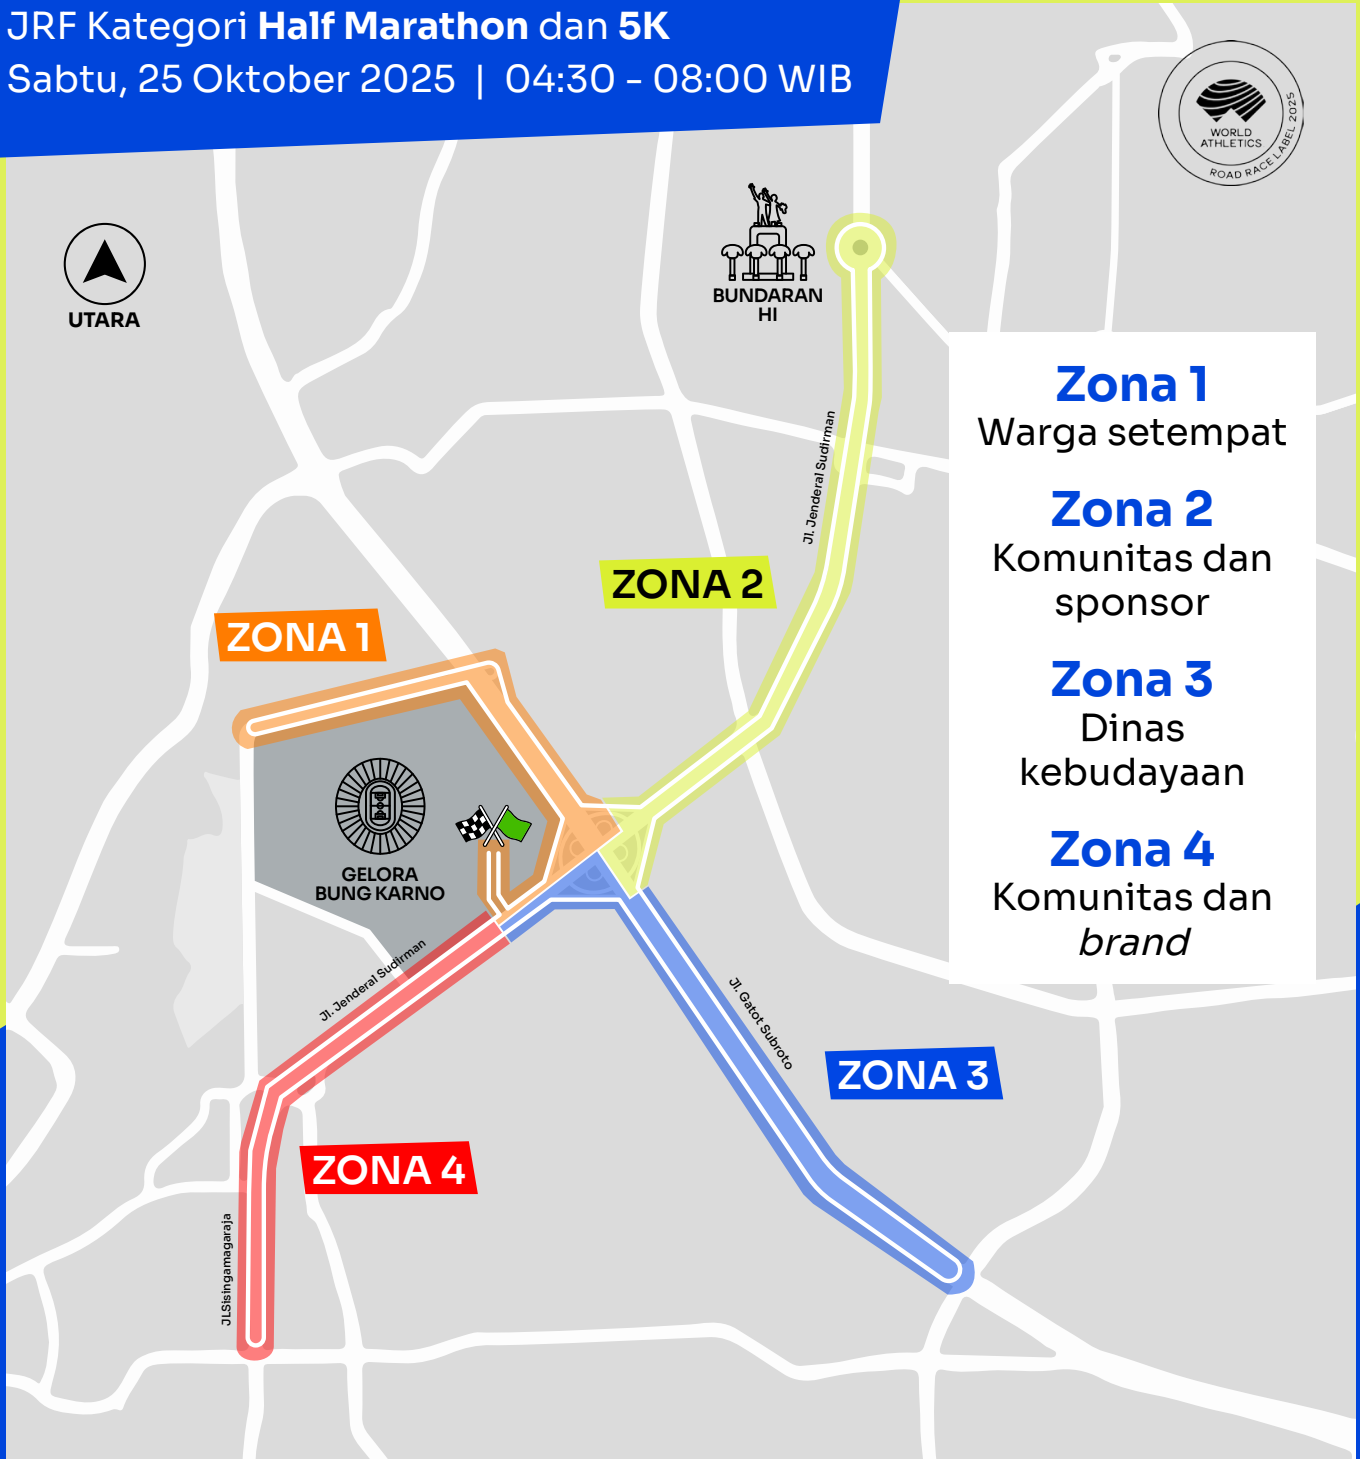 JRF Kategori Half Marathon dan 5K
Sabtu, 25 Oktober 2025 | 04:30 - 08:00 WIB
WORLD
ATHLETICS
ROAD RACE LABEL 2025
UTARA
BUNDARAN
HI
Jl. Jenderal Sudirman
Zona 1
Warga setempat
Zona 2
Komunitas dan
sponsor
Zona 3
Dinas
kebudayaan
Zona 4
Komunitas dan
brand
ZONA 2
ZONA 1
GELORA
BUNG KARNO
Jl. Jenderal Sudirman
Jl. Gatot Subroto
ZONA 3
ZONA 4
JLSisingamagaraja